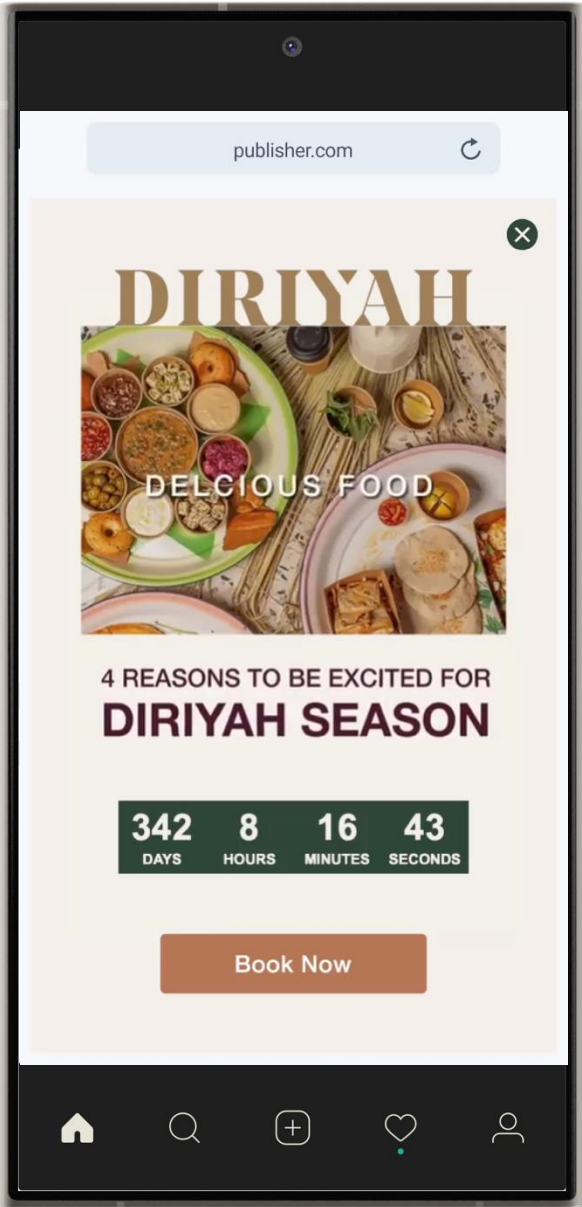 publisher.com
DIRIYAH
DELCIOUS FOOD
4 REASONS TO BE EXCITED FOR
DIRIYAH SEASON
342 8 16 43
DAYS HOURS MINUTES SECONDS
Book Now